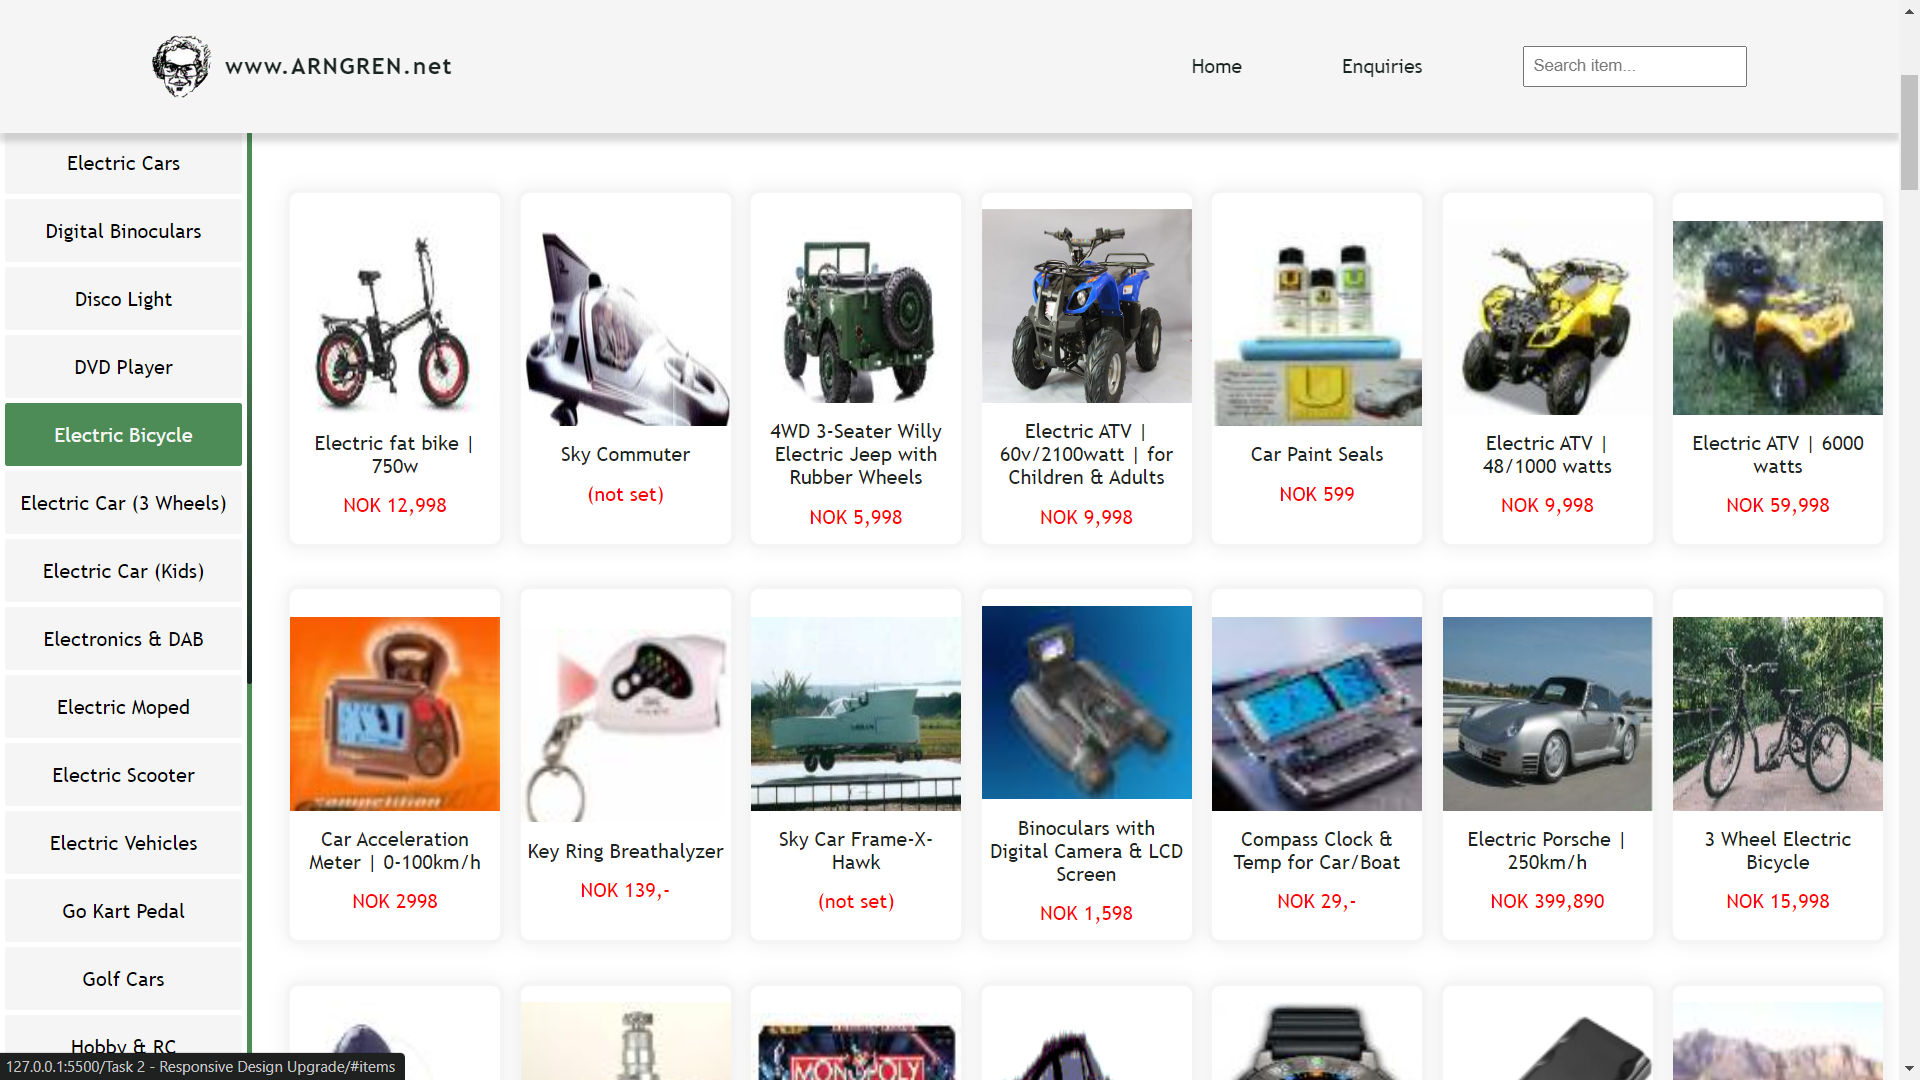 www.ARNGREN.net
Home
Enquiries
Search item...
Electric Cars
Digital Binoculars
Disco Light
DVD Player
Electric Bicycle
Electric Car (3 Wheels)
Electric Car (Kids)
Electronics & DAB
Electric Moped
Electric Scooter
Electric Vehicles
Go Kart Pedal
Golf Cars
Hobby & RC
Electric fat bike |
750w
NOK 12,998
Sky Commuter
(not set)
4WD 3-Seater Willy
Electric Jeep with
Rubber Wheels
NOK 5,998
Electric ATV |
60v/2100watt | for
Children & Adults
NOK 9,998
Car Paint Seals
NOK 599
Electric ATV |
48/1000 watts
NOK 9,998
Electric ATV | 6000
watts
NOK 59,998
competition
Car Acceleration
Meter | 0-100km/h
NOK 2998
Key Ring Breathalyzer
NOK 139,-
Sky Car Frame-X-
Hawk
(not set)
Binoculars with
Digital Camera & LCD
Screen
NOK 1,598
Compass Clock &
Temp for Car/Boat
NOK 29,-
Electric Porsche |
250km/h
NOK 399,890
3 Wheel Electric
Bicycle
NOK 15,998
MONOPOLY
127.0.0.1:5500/Task 2 - Responsive Design Upgrade/#items